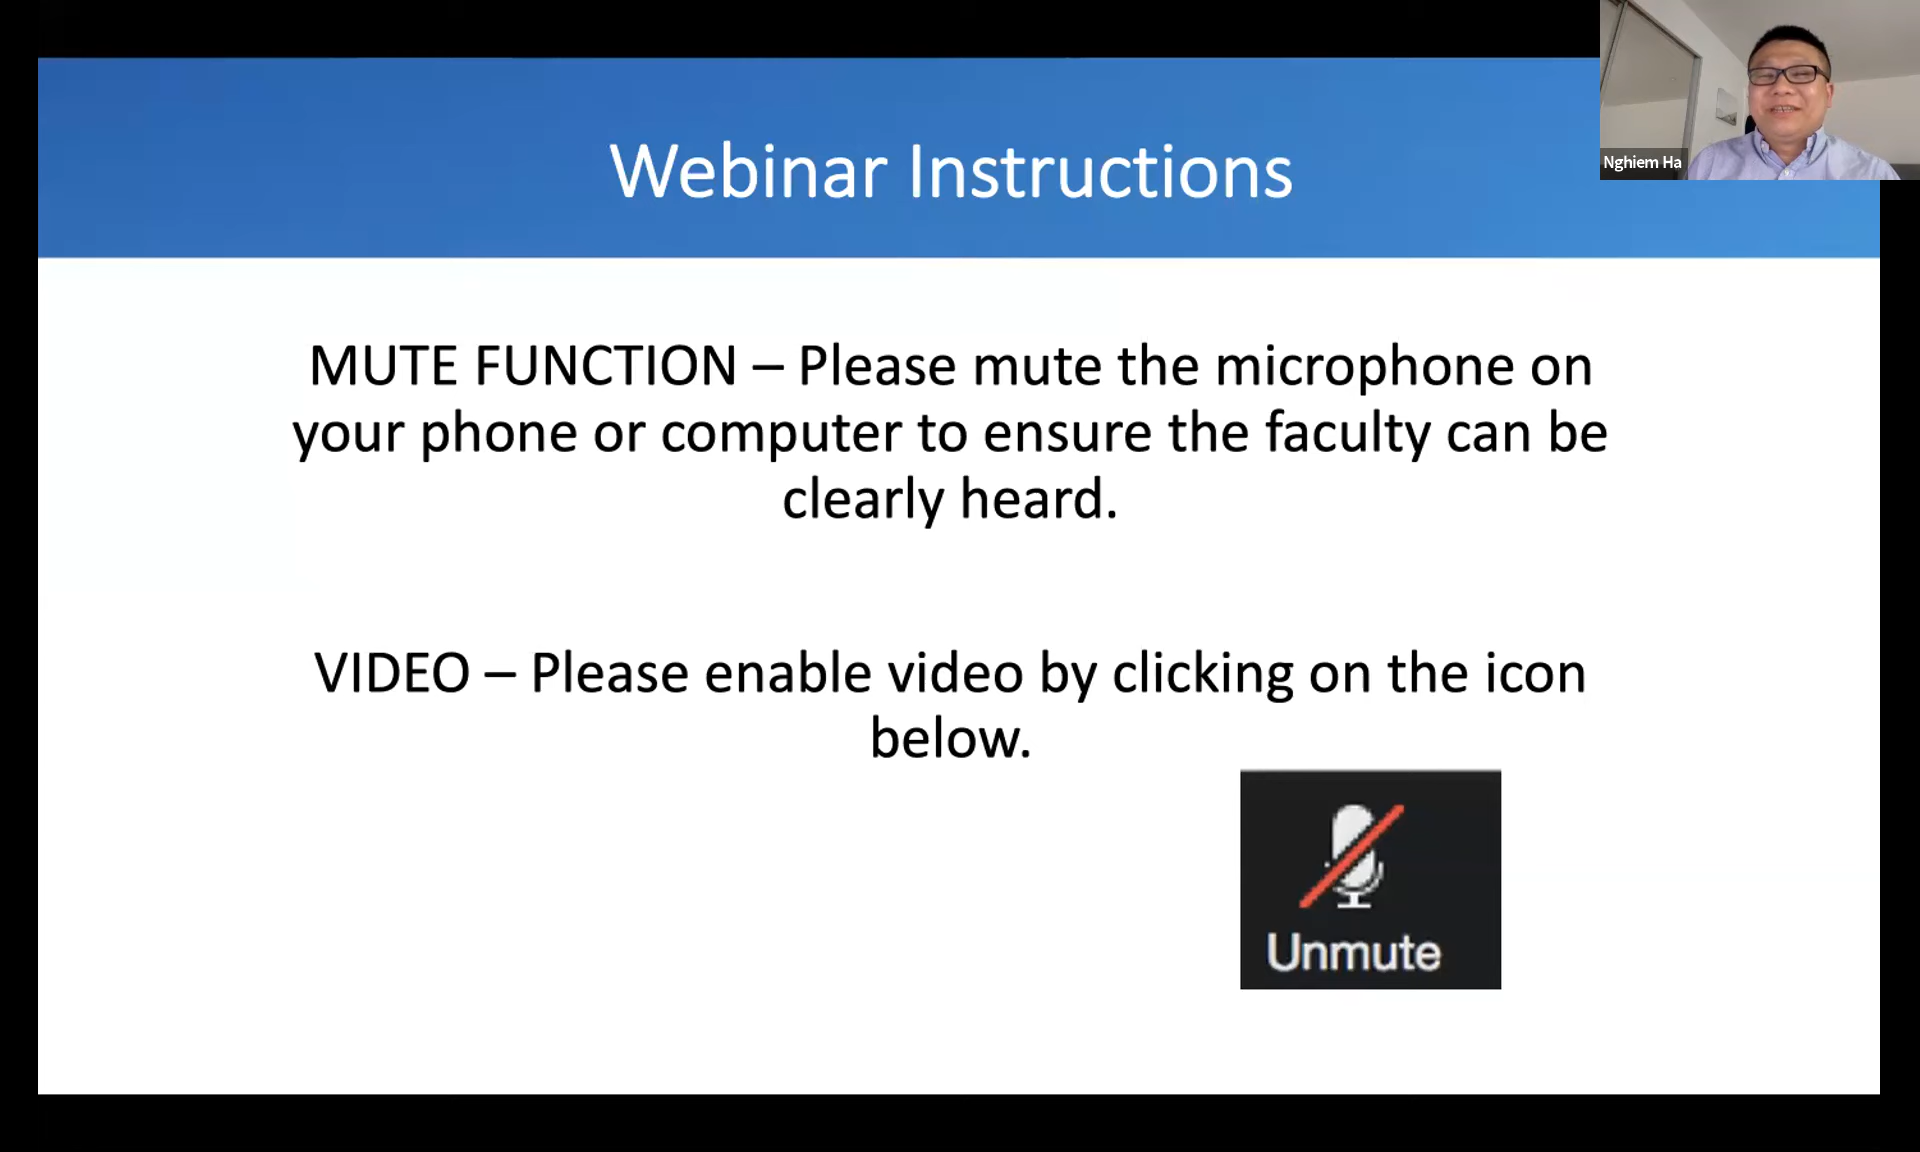 Webinar Instructions
Nghiem Ha
MUTE FUNCTION – Please mute the microphone on
your phone or computer to ensure the faculty can be
clearly heard.
VIDEO – Please enable video by clicking on the icon
below.
Unmute